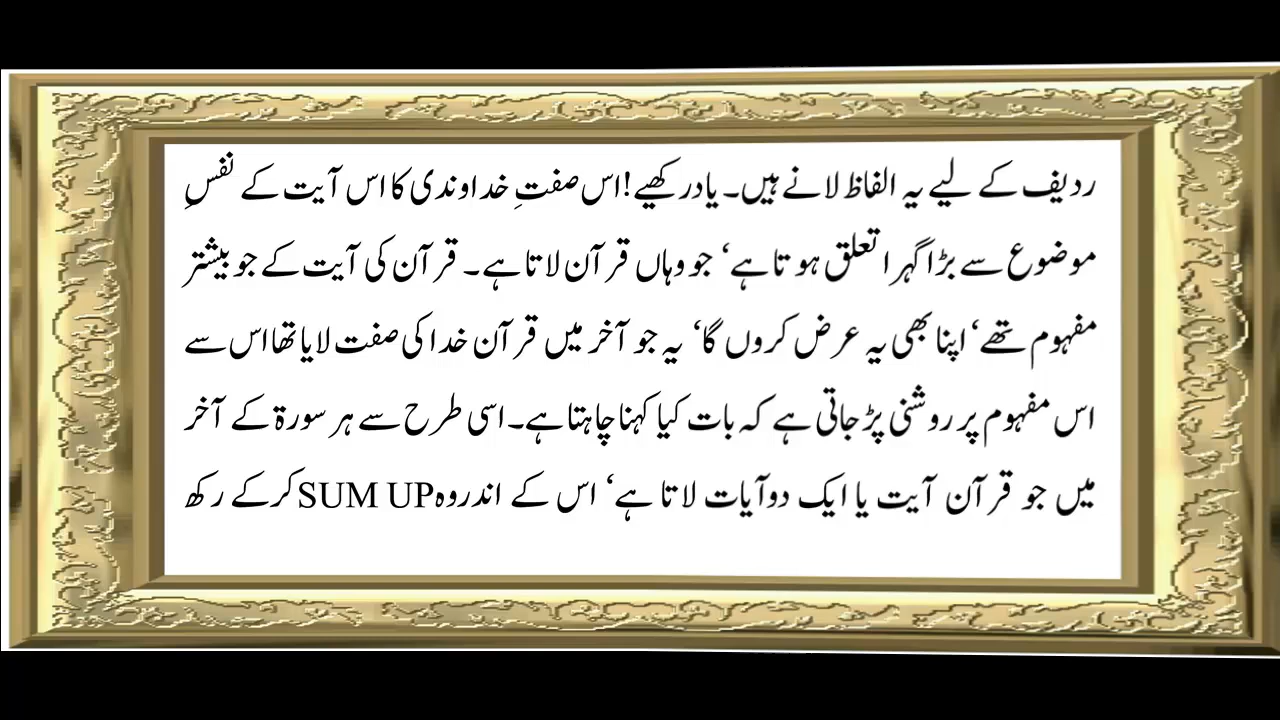 ردیف کے لیے یہ الفاظ لانے ہیں۔ یاد رکھیے! اس صفتِ خداوندی کا اس آیت کے نفسِ
موضوع سے بڑا گہرا تعلق ہوتا ہے‘ جو وہاں قرآن لاتا ہے۔ قرآن کی آیت کے جو بیشتر
مفہوم تھے‘ اپنا بھی یہ عرض کروں گا‘ یہ جو آخر میں قرآن خدا کی صفت لایا تھا اس سے
اس مفہوم پر روشنی پڑ جاتی ہے کہ بات کیا کہنا چاہتا ہے۔ اسی طرح سے ہر سورۃ کے آخر
میں جو قرآن آیت یا ایک دو آیات لاتا ہے‘ اس کے اندر وہ SUM UP کر کے رکھ